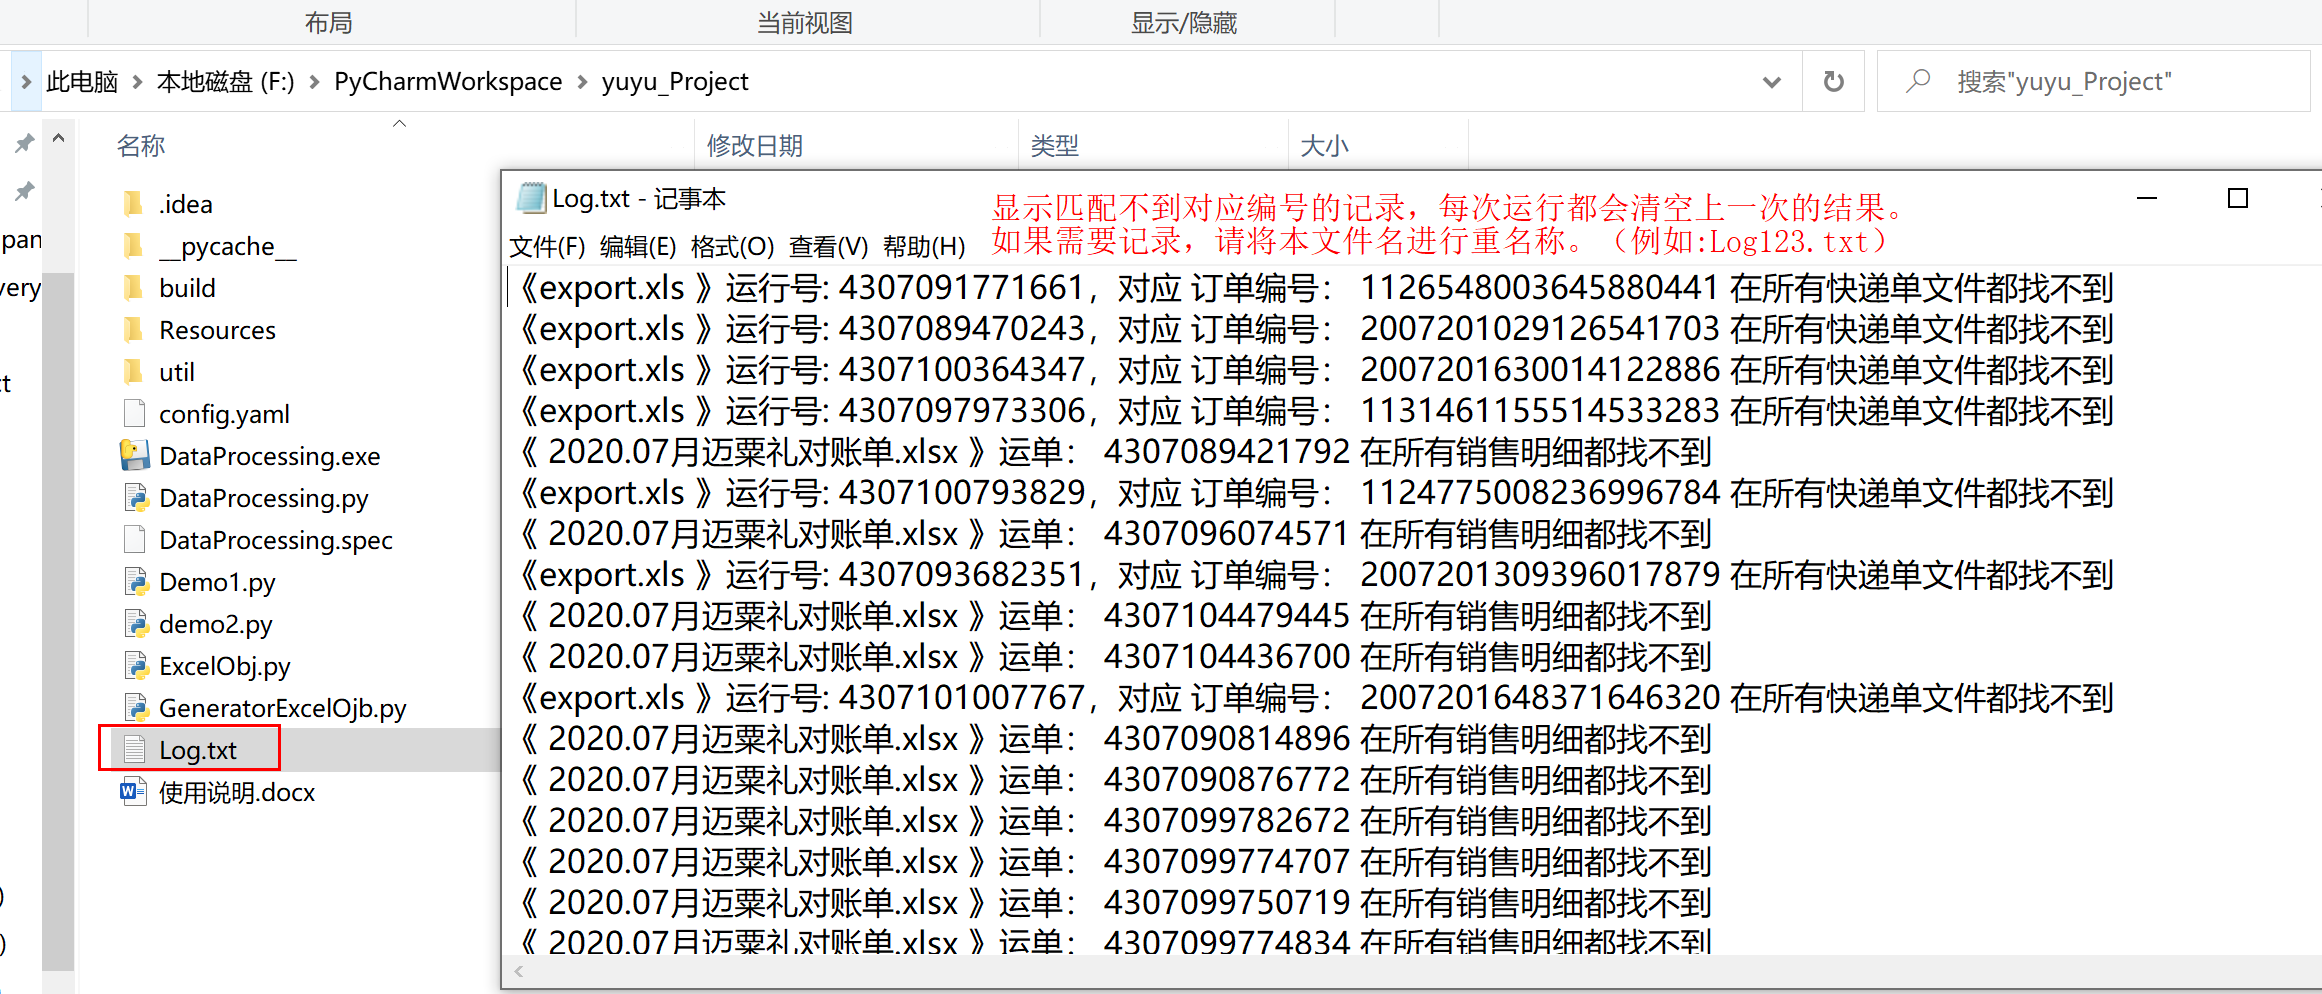 布局 当前视图 显示/隐藏
此电脑 本地磁盘 (F:) PyCharmWorkspace yuyu_Project
搜索"yuyu_Project"
名称 修改日期 类型 大小
.idea
__pycache__
build
Resources
util
config.yaml
DataProcessing.exe
DataProcessing.py
DataProcessing.spec
Demo1.py
demo2.py
ExcelObj.py
GeneratorExcelOjb.py
Log.txt
使用说明.docx
Log.txt - 记事本
显示匹配不到对应编号的记录，每次运行都会清空上一次的结果。
如果需要记录，请将本文件名进行重名称。（例如:Log123.txt）
文件(F) 编辑(E) 格式(O) 查看(V) 帮助(H)
《export.xls 》运行号: 4307091771661，对应 订单编号： 1126548003645880441 在所有快递单文件都找不到
《export.xls 》运行号: 4307089470243，对应 订单编号： 2007201029126541703 在所有快递单文件都找不到
《export.xls 》运行号: 4307100364347，对应 订单编号： 2007201630014122886 在所有快递单文件都找不到
《export.xls 》运行号: 4307097973306，对应 订单编号： 1131461155514533283 在所有快递单文件都找不到
《 2020.07月迈粟礼对账单.xlsx 》运单： 4307089421792 在所有销售明细都找不到
《export.xls 》运行号: 4307100793829，对应 订单编号： 1124775008236996784 在所有快递单文件都找不到
《 2020.07月迈粟礼对账单.xlsx 》运单： 4307096074571 在所有销售明细都找不到
《export.xls 》运行号: 4307093682351，对应 订单编号： 2007201309396017879 在所有快递单文件都找不到
《 2020.07月迈粟礼对账单.xlsx 》运单： 4307104479445 在所有销售明细都找不到
《 2020.07月迈粟礼对账单.xlsx 》运单： 4307104436700 在所有销售明细都找不到
《export.xls 》运行号: 4307101007767，对应 订单编号： 2007201648371646320 在所有快递单文件都找不到
《 2020.07月迈粟礼对账单.xlsx 》运单： 4307090814896 在所有销售明细都找不到
《 2020.07月迈粟礼对账单.xlsx 》运单： 4307090876772 在所有销售明细都找不到
《 2020.07月迈粟礼对账单.xlsx 》运单： 4307099782672 在所有销售明细都找不到
《 2020.07月迈粟礼对账单.xlsx 》运单： 4307099774707 在所有销售明细都找不到
《 2020.07月迈粟礼对账单.xlsx 》运单： 4307099750719 在所有销售明细都找不到
《 2020.07月迈粟礼对账单.xlsx 》运单： 4307099774834 在所有销售明细都找不到